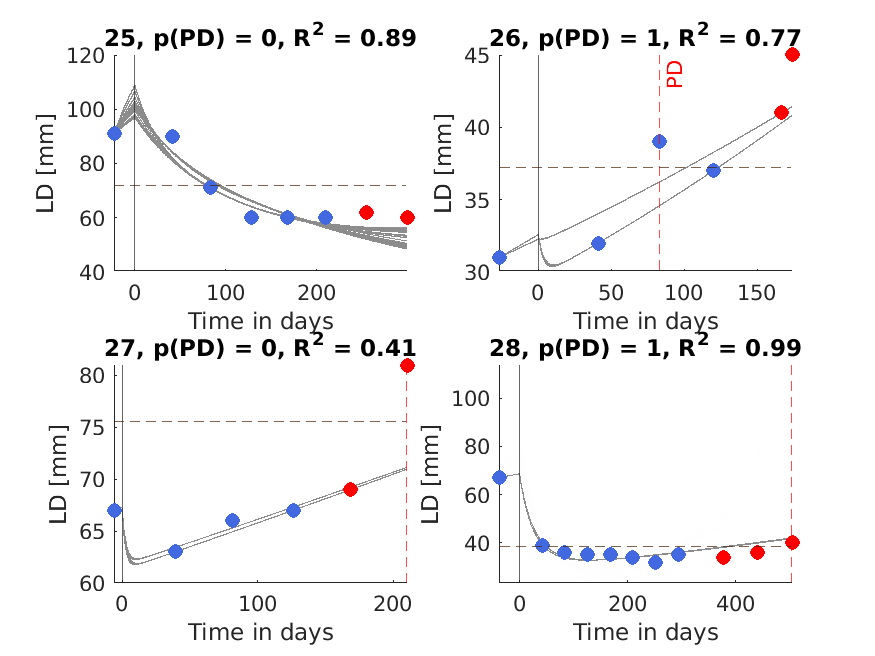 25, p(PD) = 0, R² = 0.89
120
100
80
60
40
LD [mm]
0
100
200
Time in days
26, p(PD) = 1, R² = 0.77
45
40
35
30
LD [mm]
PD
0
50
100
150
Time in days
27, p(PD) = 0, R² = 0.41
80
75
70
65
60
LD [mm]
0
100
200
Time in days
28, p(PD) = 1, R² = 0.99
100
80
60
40
LD [mm]
0
200
400
Time in days